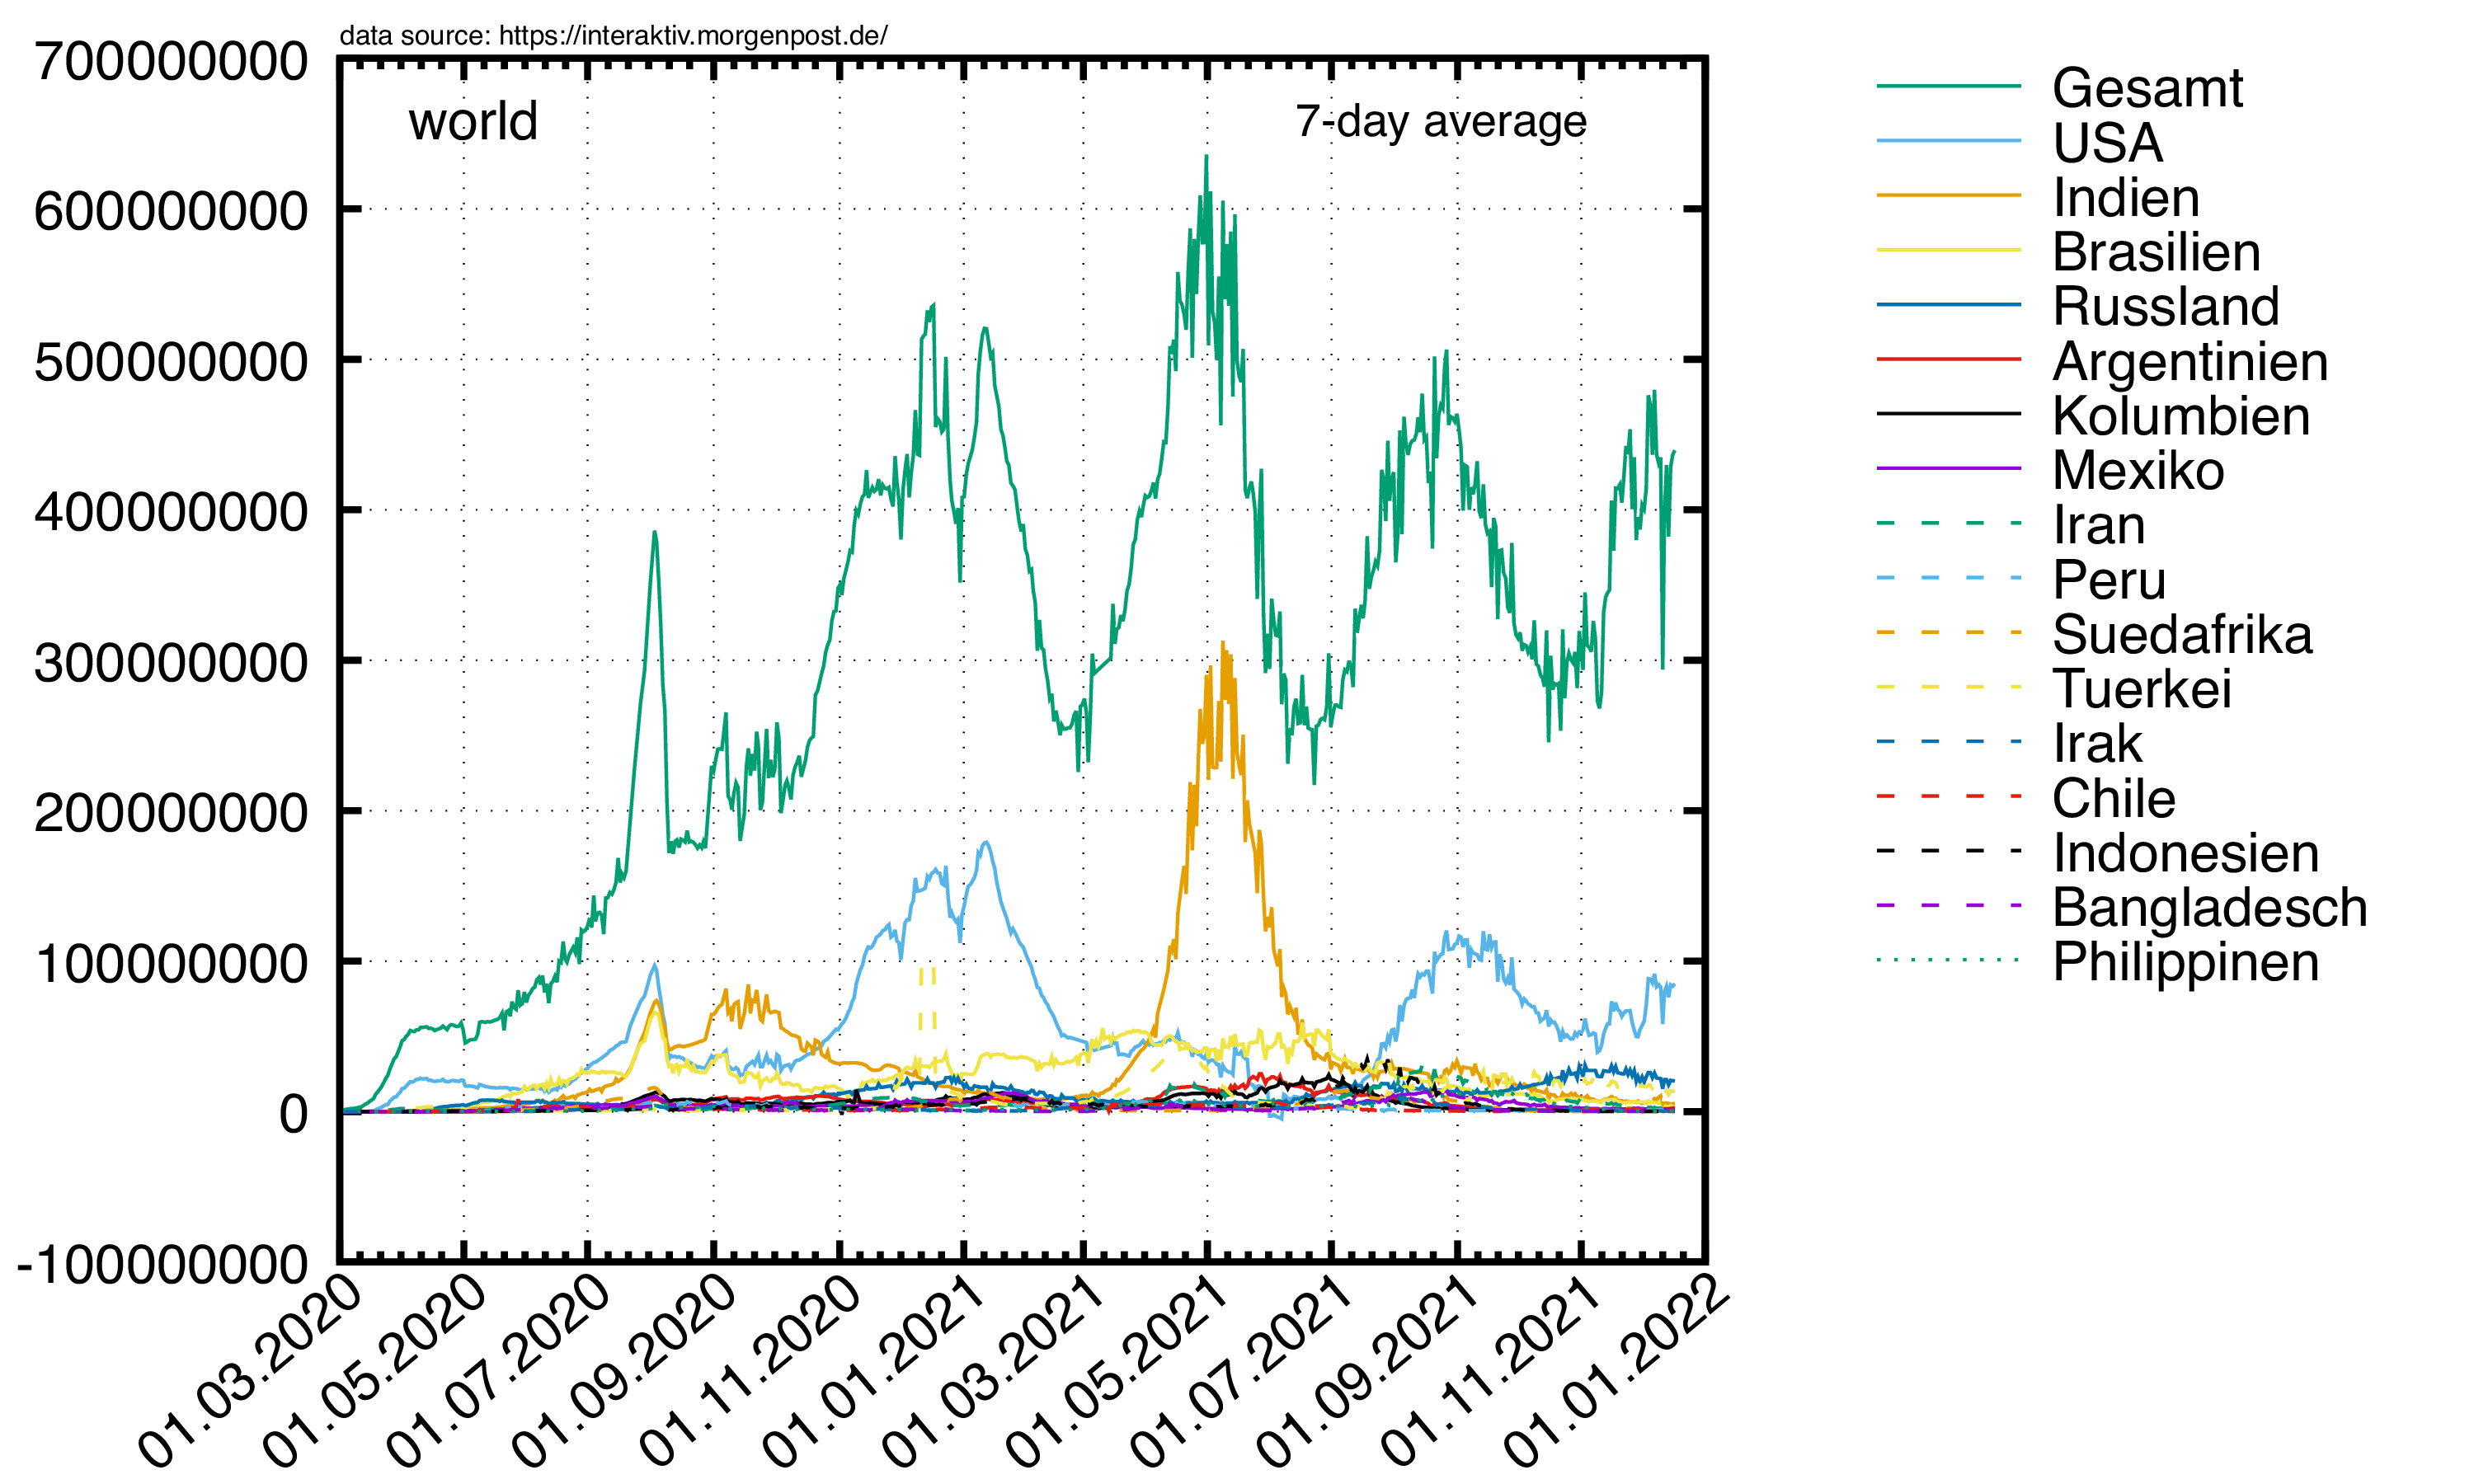 data source: https://interaktiv.morgenpost.de/
world
7-day average
700000000
600000000
500000000
400000000
300000000
200000000
100000000
0
-100000000
01.03.2020
01.05.2020
01.07.2020
01.09.2020
01.11.2020
01.01.2021
01.03.2021
01.05.2021
01.07.2021
01.09.2021
01.11.2021
01.01.2022
Gesamt
USA
Indien
Brasilien
Russland
Argentinien
Kolumbien
Mexiko
Iran
Peru
Suedafrika
Tuerkei
Irak
Chile
Indonesien
Bangladesch
Philippinen